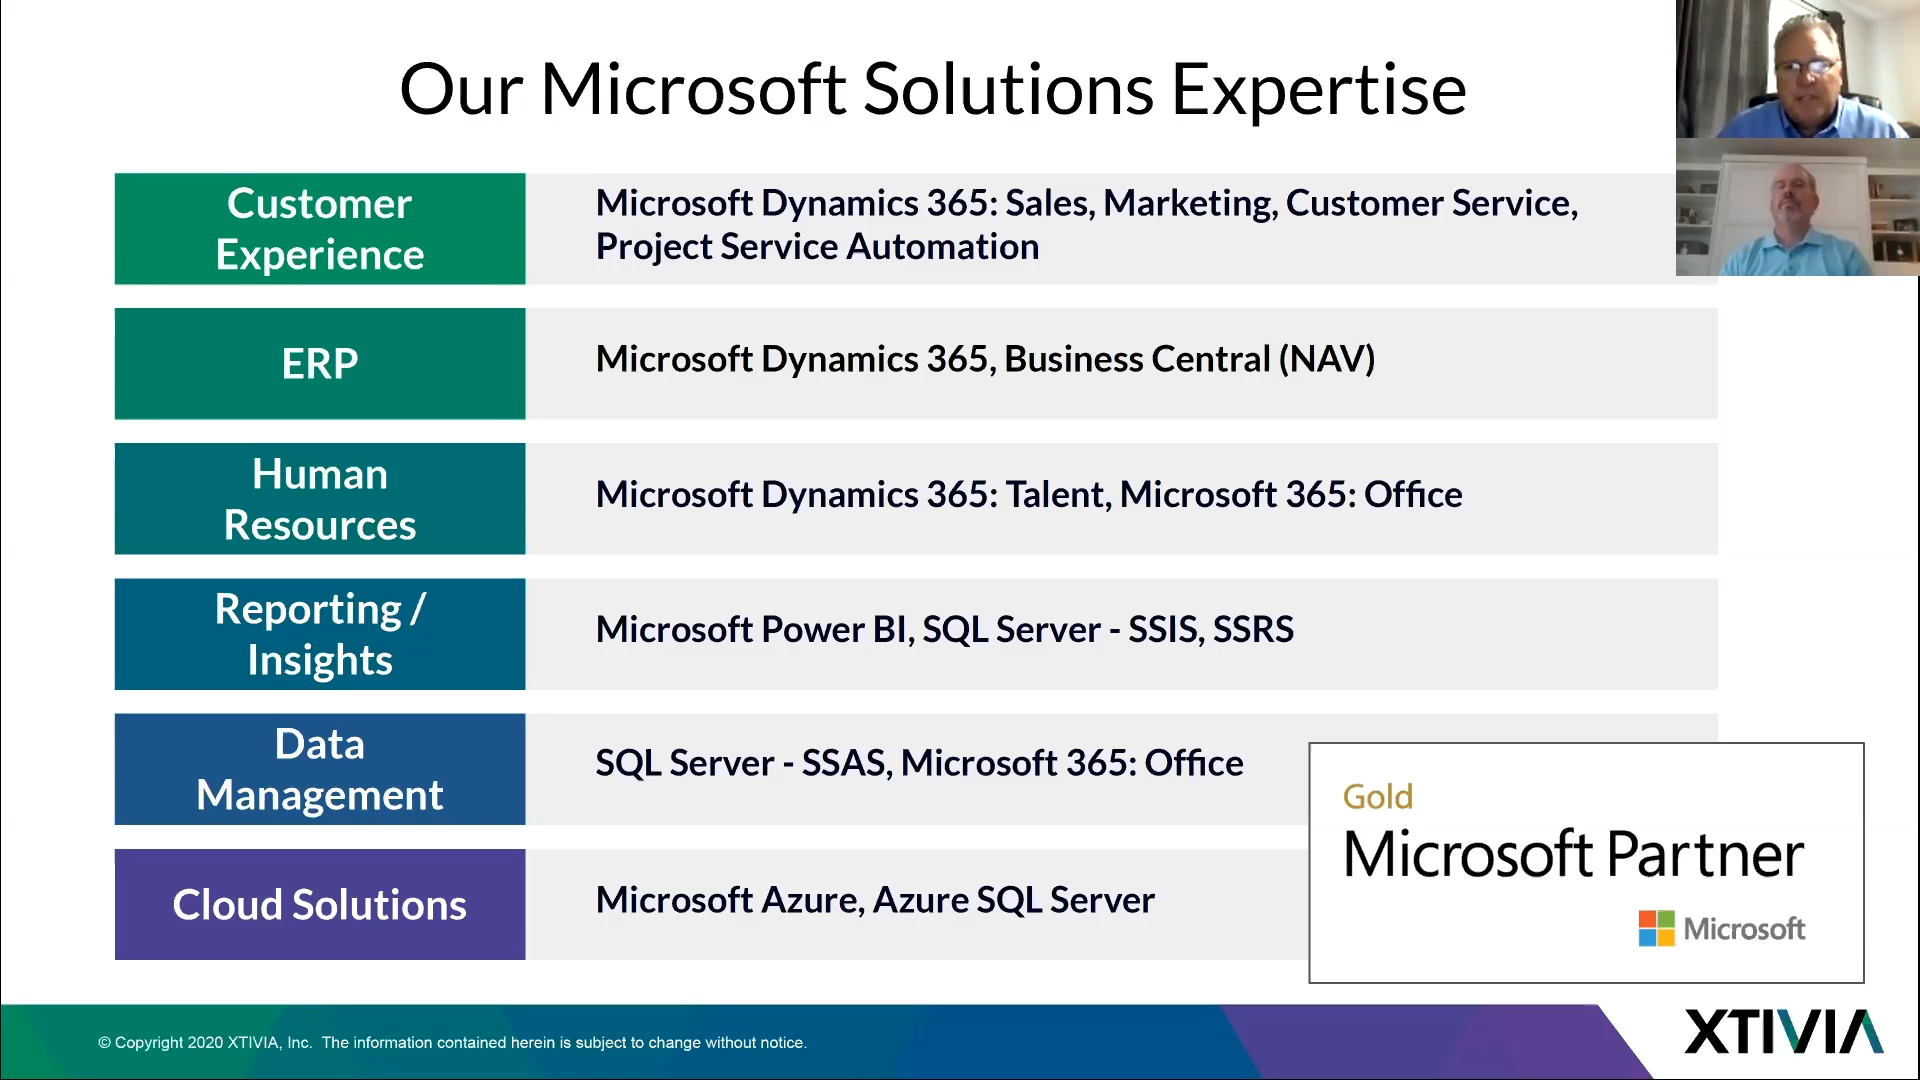 Our Microsoft Solutions Expertise
Customer
Experience
Microsoft Dynamics 365: Sales, Marketing, Customer Service,
Project Service Automation
ERP
Microsoft Dynamics 365, Business Central (NAV)
Human
Resources
Microsoft Dynamics 365: Talent, Microsoft 365: Office
Reporting /
Insights
Microsoft Power BI, SQL Server - SSIS, SSRS
Data
Management
SQL Server - SSAS, Microsoft 365: Office
Cloud Solutions
Microsoft Azure, Azure SQL Server
Gold
Microsoft Partner
Microsoft
© Copyright 2020 XTIVIA, Inc.  The information contained herein is subject to change without notice.
XTIVIA